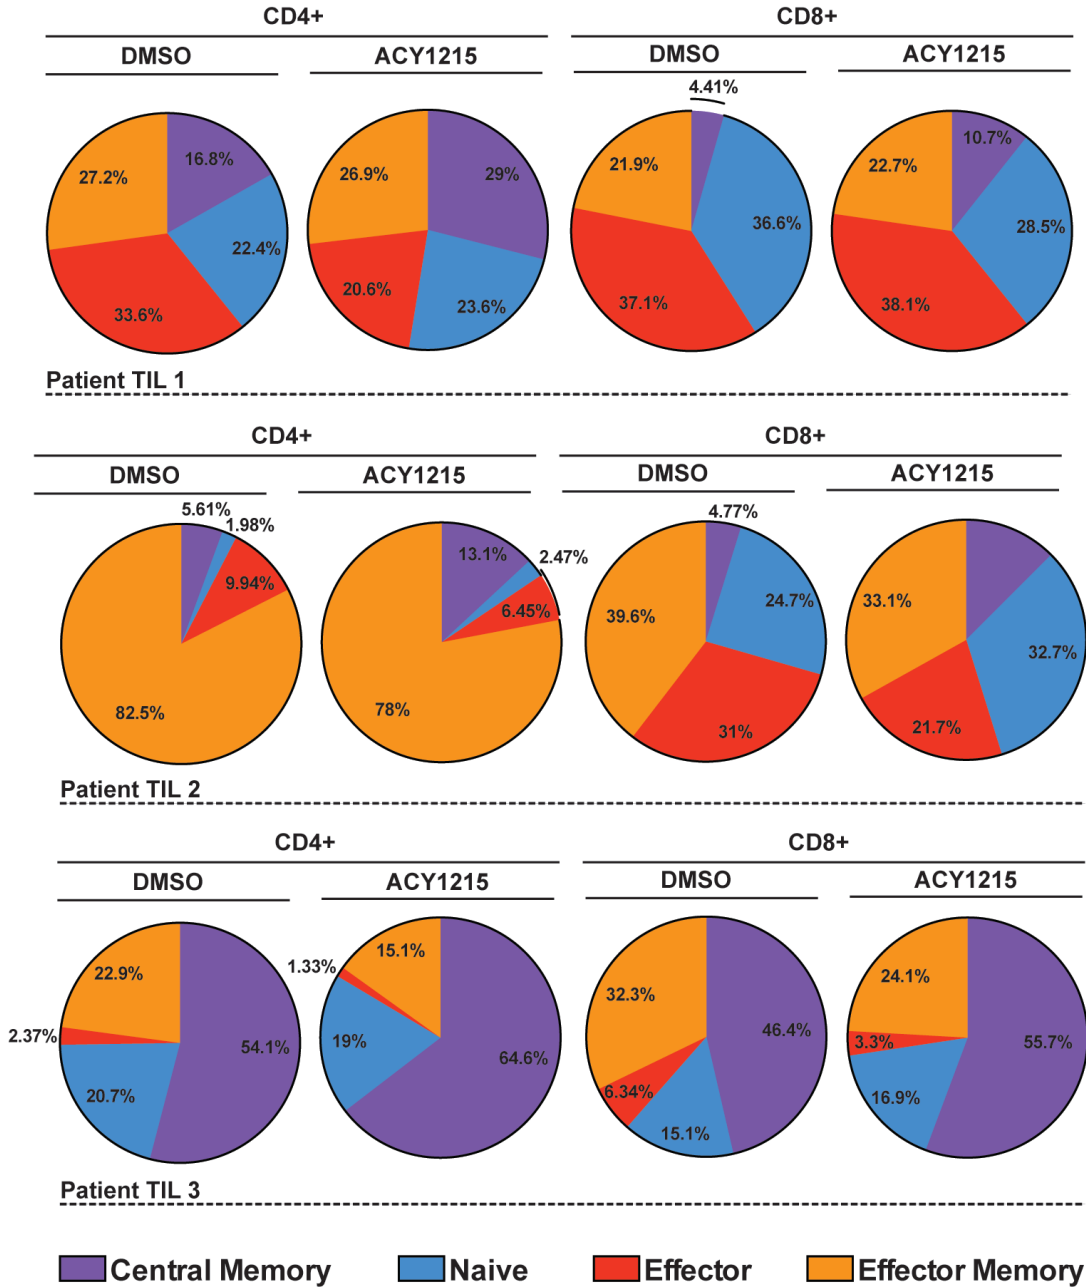 CD4+ CD8+
DMSO ACY1215 DMSO ACY1215
4.41%
16.8% 10.7%
27.2% 26.9% 29% 21.9% 22.7%
22.4% 36.6% 28.5%
33.6% 20.6% 23.6% 37.1% 38.1%
Patient TIL 1
CD4+ CD8+
DMSO ACY1215 DMSO ACY1215
5.61% 4.77%
1.98%
13.1% 2.47%
9.94% 6.45% 39.6% 24.7% 33.1%
32.7%
82.5% 78% 31% 21.7%
Patient TIL 2
CD4+ CD8+
DMSO ACY1215 DMSO ACY1215
22.9% 1.33% 15.1% 32.3% 24.1%
2.37% 54.1% 19% 64.6% 46.4% 3.3% 55.7%
20.7% 6.34% 16.9%
15.1%
Patient TIL 3
Central Memory Naive Effector Effector Memory